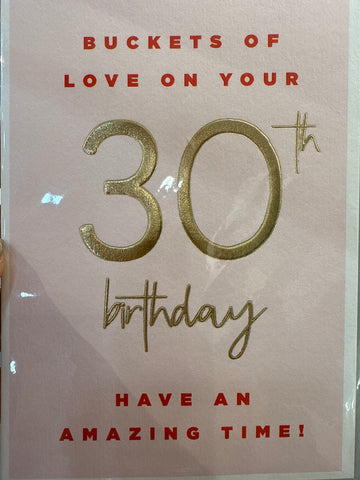 BUCKETS OF
LOVE ON YOUR
30th
birthday
HAVE AN
AMAZING TIME!